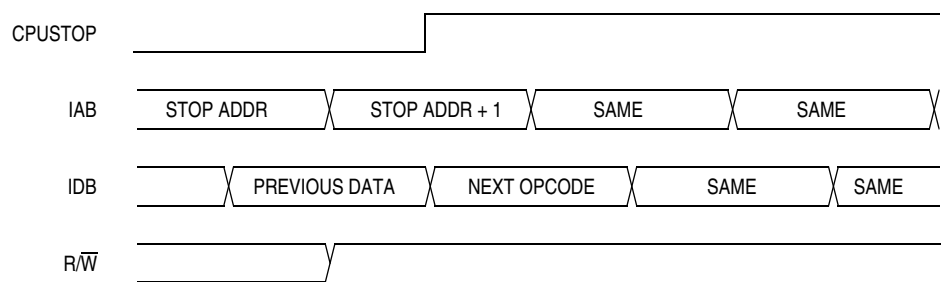 CPUSTOP
IAB STOP ADDR STOP ADDR + 1 SAME SAME
IDB PREVIOUS DATA NEXT OPCODE SAME SAME
R/W̅